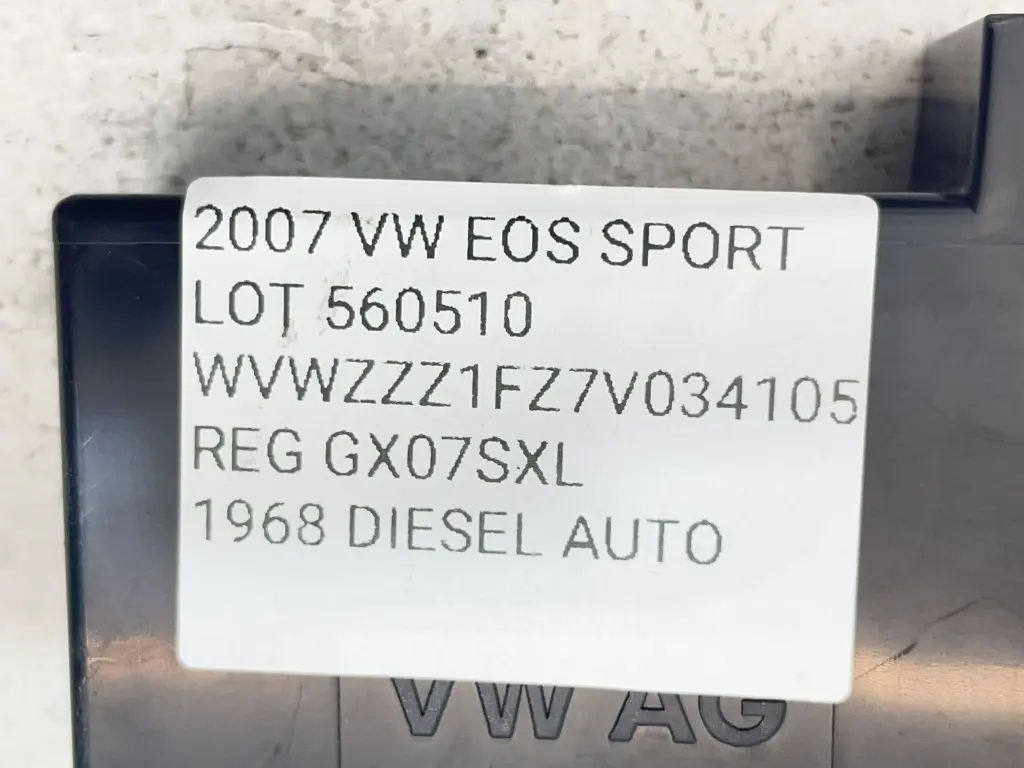 2007 VW EOS SPORT
LOT 560510
WVWZZZ1FZ7V034105
REG GX07SXL
1968 DIESEL AUTO
VW AG